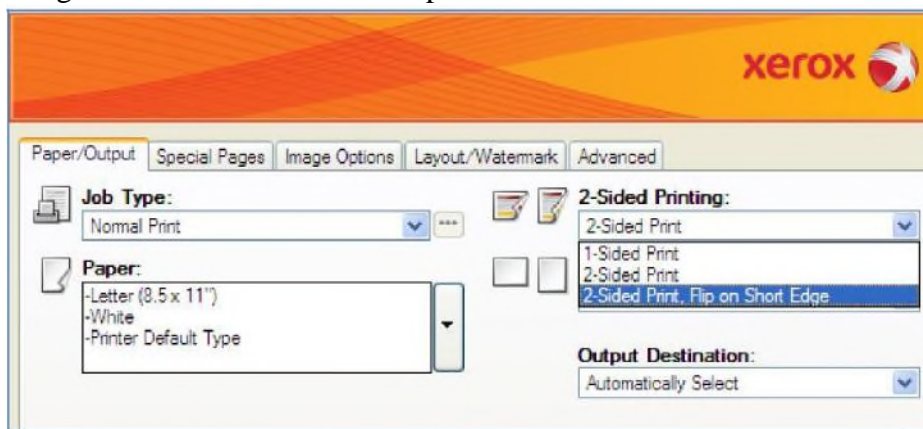 xerox
Paper/Output Special Pages Image Options Layout/Watermark Advanced
Job Type:
Normal Print
Paper:
-Letter (8.5 x 11")
-White
-Printer Default Type
2-Sided Printing:
2-Sided Print
1-Sided Print
2-Sided Print
2-Sided Print, Flip on Short Edge
Output Destination:
Automatically Select